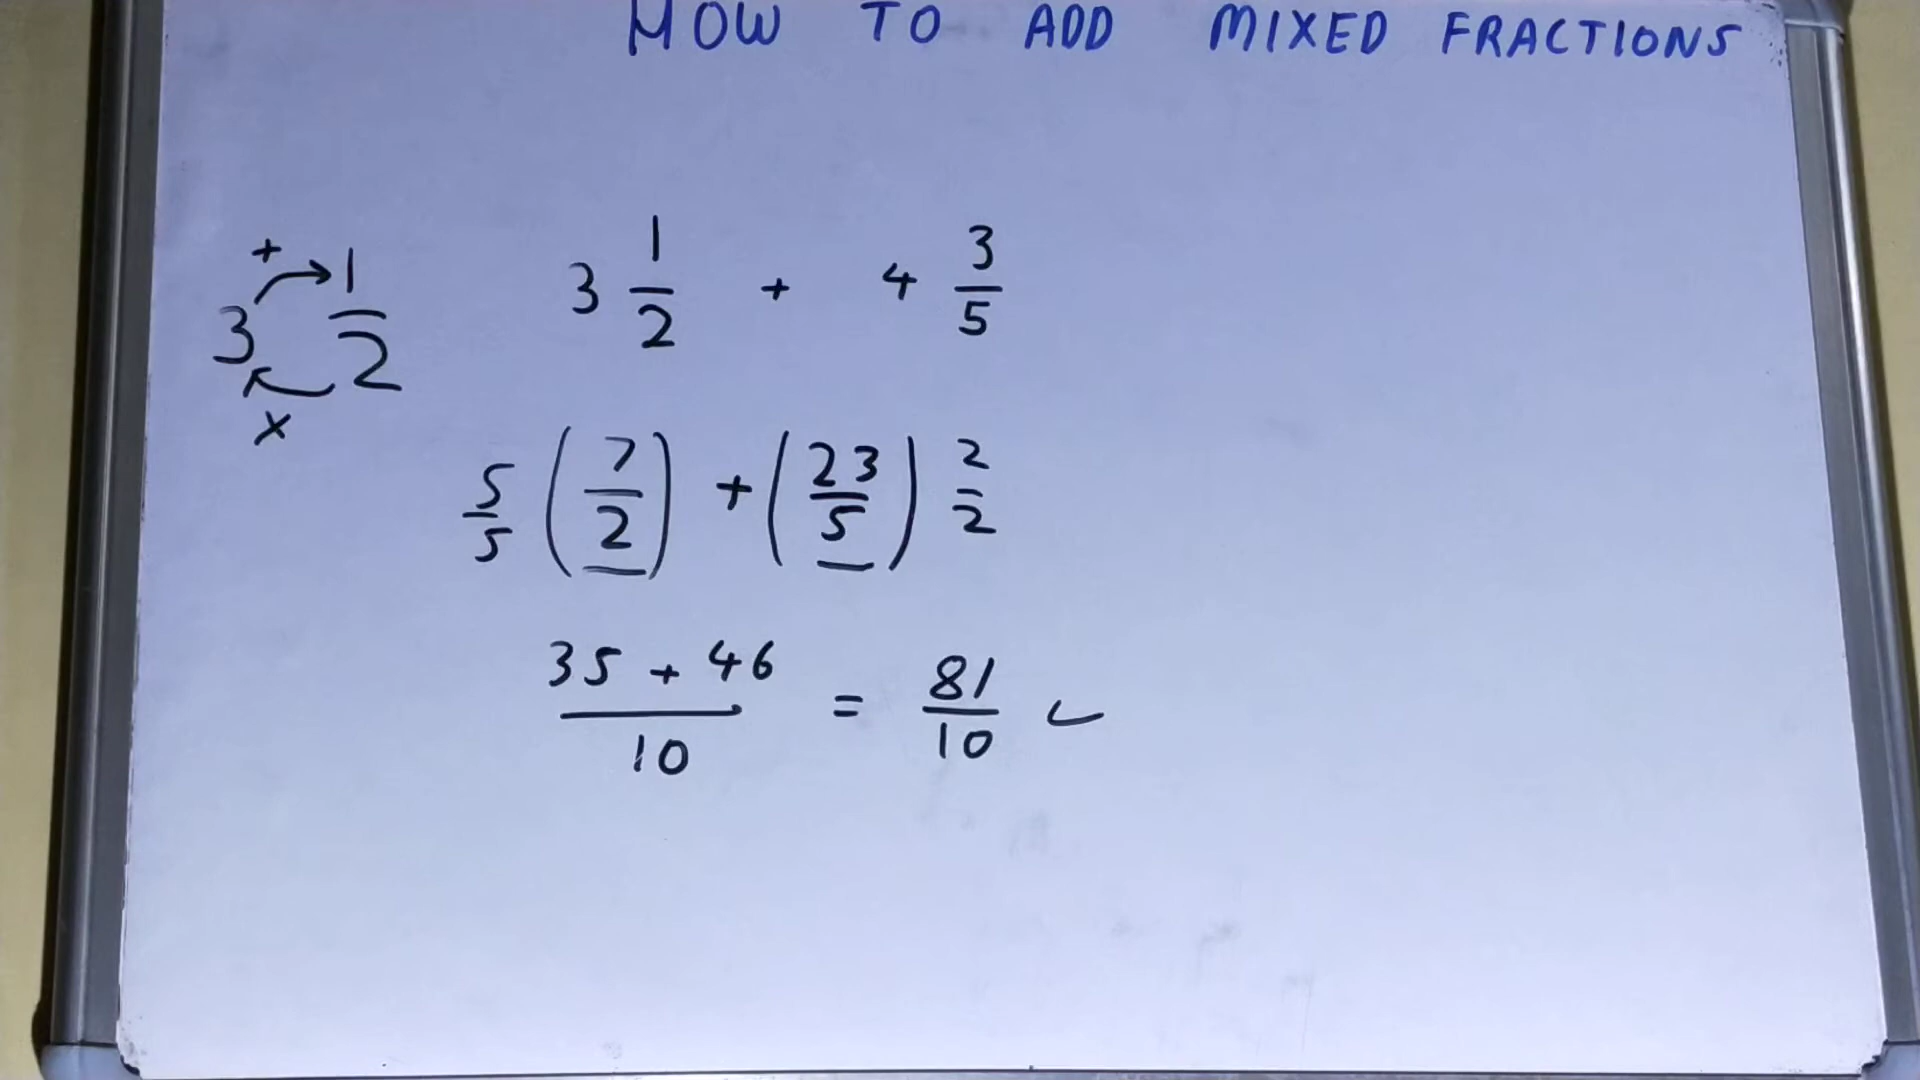 HOW TO ADD MIXED FRACTIONS
3 1/2 + 4 3/5
+
3 1/2
×
5/5 (7/2) + (23/5) 2/2
35 + 46 / 10 = 81/10 ✓